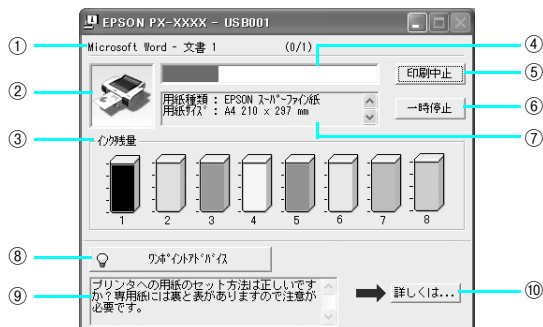 EPSON PX-XXXX - USB001
① Microsoft Word - 文書 1 (0/1) ④
② 印刷中止 ⑤
用紙種類 : EPSON スーパーファイン紙
用紙サイズ : A4 210 x 297 mm
一時停止 ⑥
⑦
③ インク残量
1 2 3 4 5 6 7 8
⑧ ワンポイントアドバイス
⑨ プリンタへの用紙のセット方法は正しいです
か？専用紙には裏と表がありますので注意が
必要です。
詳しくは... ⑩